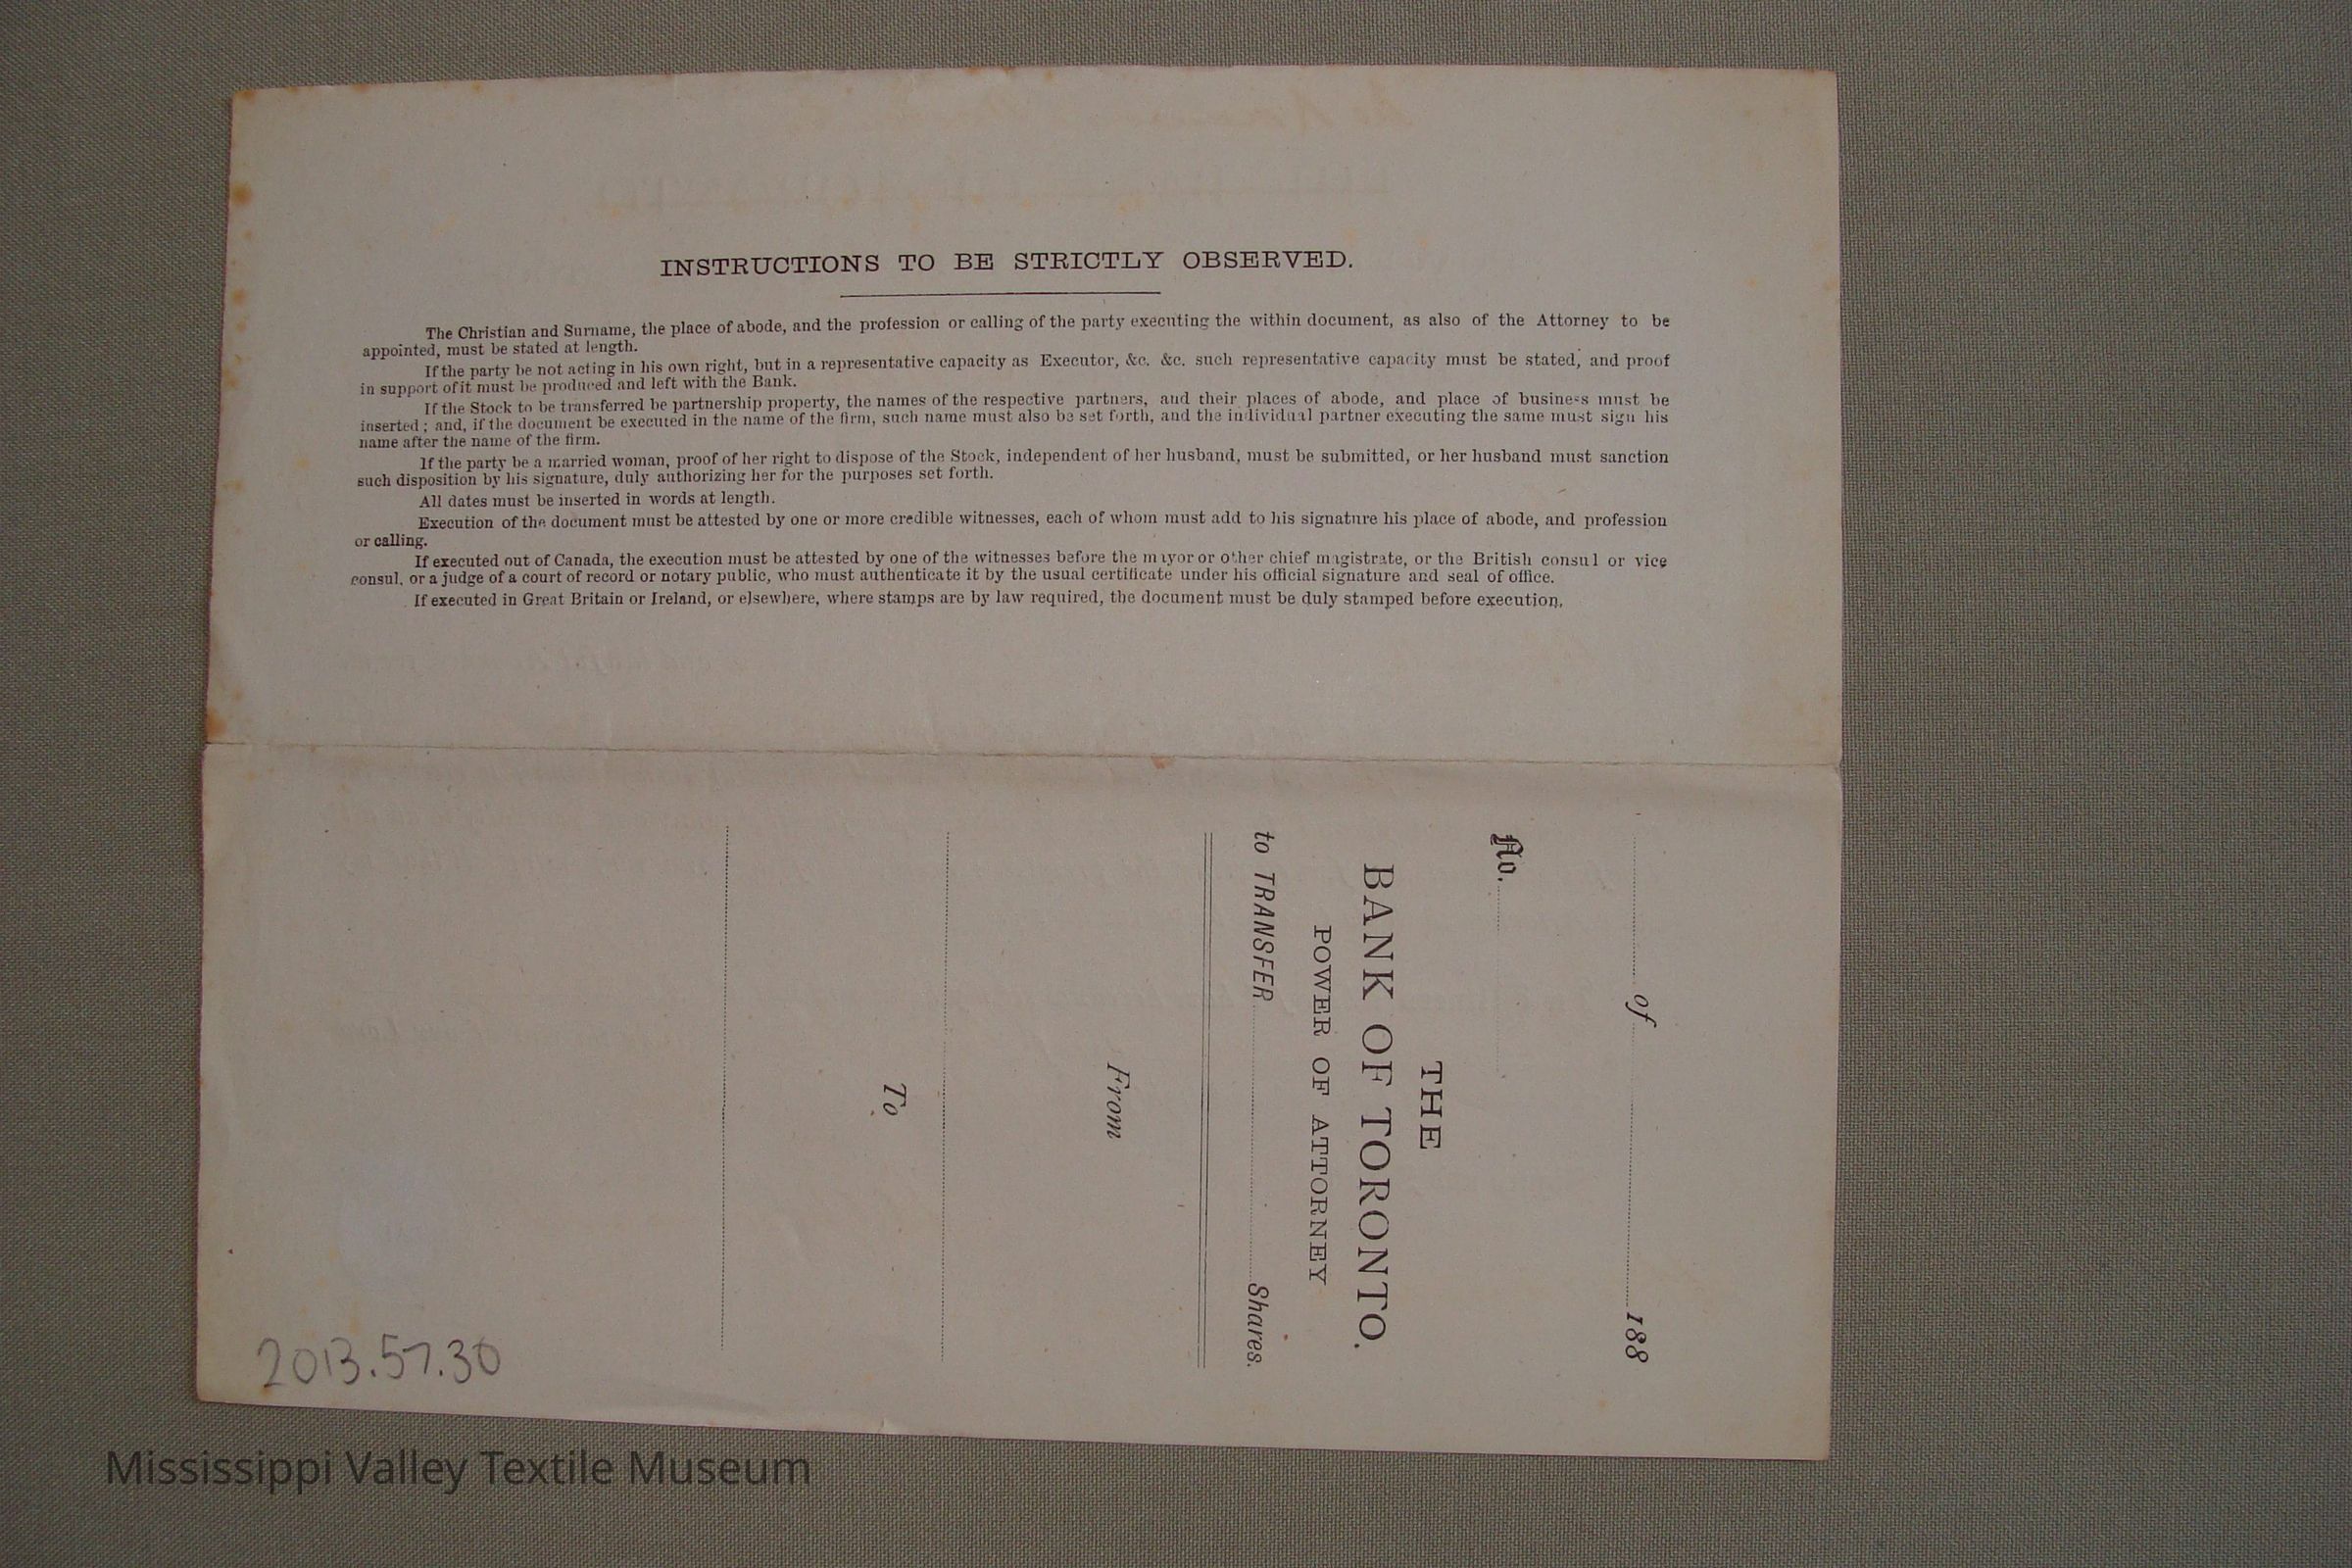 INSTRUCTIONS TO BE STRICTLY OBSERVED.
The Christian and Surname, the place of abode, and the profession or calling of the party executing the within document, as also of the Attorney to be
appointed, must be stated at length.
If the party be not acting in his own right, but in a representative capacity as Executor, &c. &c. such representative capacity must be stated, and proof
in support of it must be produced and left with the Bank.
If the Stock to be transferred be partnership property, the names of the respective partners, and their places of abode, and place of business must be
inserted ; and, if the document be executed in the name of the firm, such name must also be set forth, and the individual partner executing the same must sign his
name after the name of the firm.
If the party be a married woman, proof of her right to dispose of the Stock, independent of her husband, must be submitted, or her husband must sanction
such disposition by his signature, duly authorizing her for the purposes set forth.
All dates must be inserted in words at length.
Execution of the document must be attested by one or more credible witnesses, each of whom must add to his signature his place of abode, and profession
or calling.
If executed out of Canada, the execution must be attested by one of the witnesses before the mayor or other chief magistrate, or the British consul or vice
consul, or a judge of a court of record or notary public, who must authenticate it by the usual certificate under his official signature and seal of office.
If executed in Great Britain or Ireland, or elsewhere, where stamps are by law required, the document must be duly stamped before execution.
of 188
No.
THE
BANK OF TORONTO.
POWER OF ATTORNEY
to TRANSFER Shares.
From
To
2013.57.30
Mississippi Valley Textile Museum